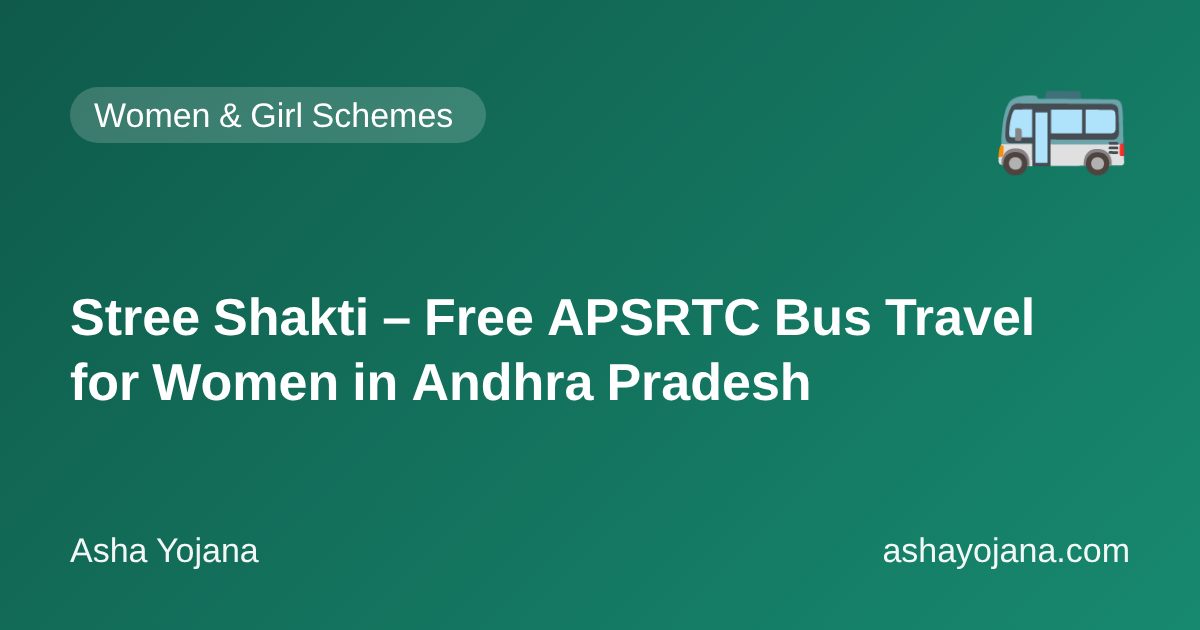 Women & Girl Schemes
Stree Shakti – Free APSRTC Bus Travel
for Women in Andhra Pradesh
Asha Yojana
ashayojana.com